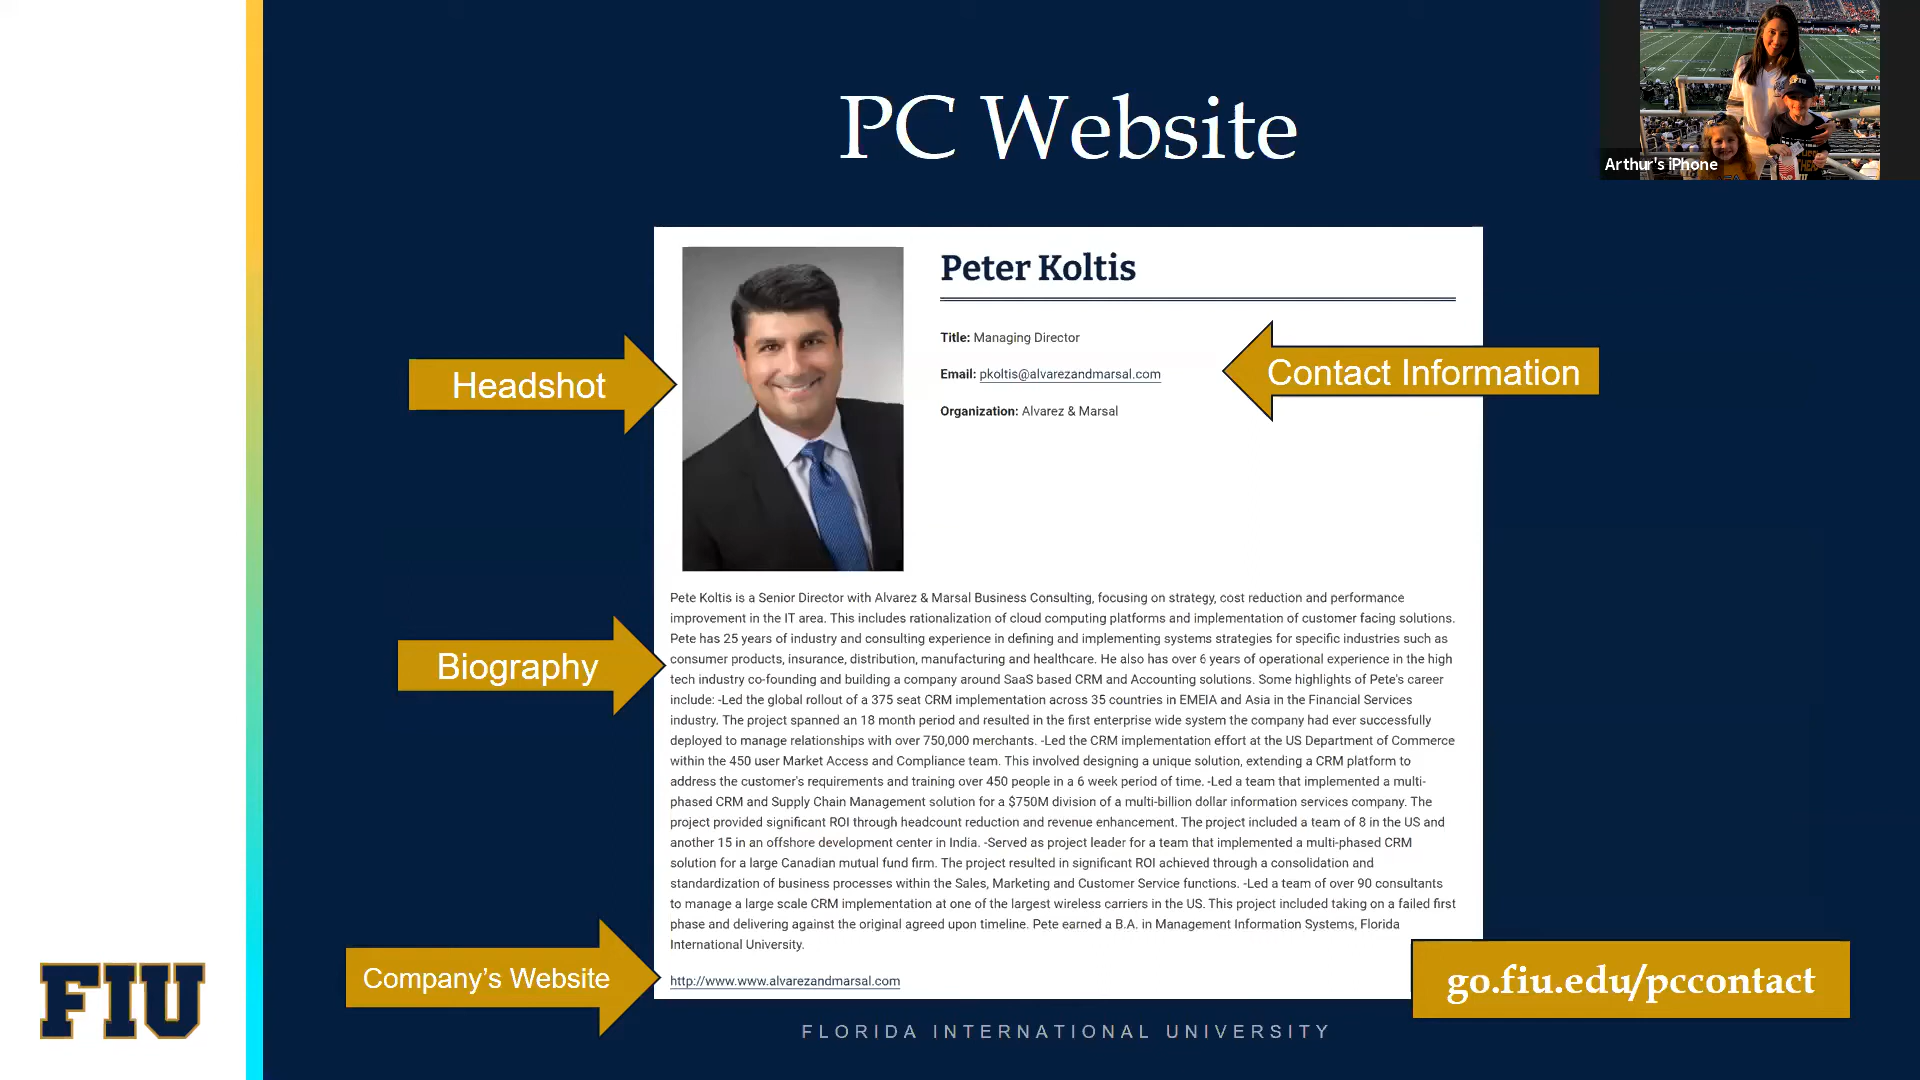 PC Website
Arthur's iPhone
Peter Koltis
Title: Managing Director
Email: pkoltis@alvarezandmarsal.com
Organization: Alvarez & Marsal
Headshot
Contact Information
Pete Koltis is a Senior Director with Alvarez & Marsal Business Consulting, focusing on strategy, cost reduction and performance
improvement in the IT area. This includes rationalization of cloud computing platforms and implementation of customer facing solutions.
Pete has 25 years of industry and consulting experience in defining and implementing systems strategies for specific industries such as
consumer products, insurance, distribution, manufacturing and healthcare. He also has over 6 years of operational experience in the high
tech industry co-founding and building a company around SaaS based CRM and Accounting solutions. Some highlights of Pete's career
include: -Led the global rollout of a 375 seat CRM implementation across 35 countries in EMEIA and Asia in the Financial Services
industry. The project spanned an 18 month period and resulted in the first enterprise wide system the company had ever successfully
deployed to manage relationships with over 750,000 merchants. -Led the CRM implementation effort at the US Department of Commerce
within the 450 user Market Access and Compliance team. This involved designing a unique solution, extending a CRM platform to
address the customer's requirements and training over 450 people in a 6 week period of time. -Led a team that implemented a multi-
phased CRM and Supply Chain Management solution for a $750M division of a multi-billion dollar information services company. The
project provided significant ROI through headcount reduction and revenue enhancement. The project included a team of 8 in the US and
another 15 in an offshore development center in India. -Served as project leader for a team that implemented a multi-phased CRM
solution for a large Canadian mutual fund firm. The project resulted in significant ROI achieved through a consolidation and
standardization of business processes within the Sales, Marketing and Customer Service functions. -Led a team of over 90 consultants
to manage a large scale CRM implementation at one of the largest wireless carriers in the US. This project included taking on a failed first
phase and delivering against the original agreed upon timeline. Pete earned a B.A. in Management Information Systems, Florida
International University.
Biography
http://www.www.alvarezandmarsal.com
Company's Website
go.fiu.edu/pccontact
FIU
FLORIDA INTERNATIONAL UNIVERSITY